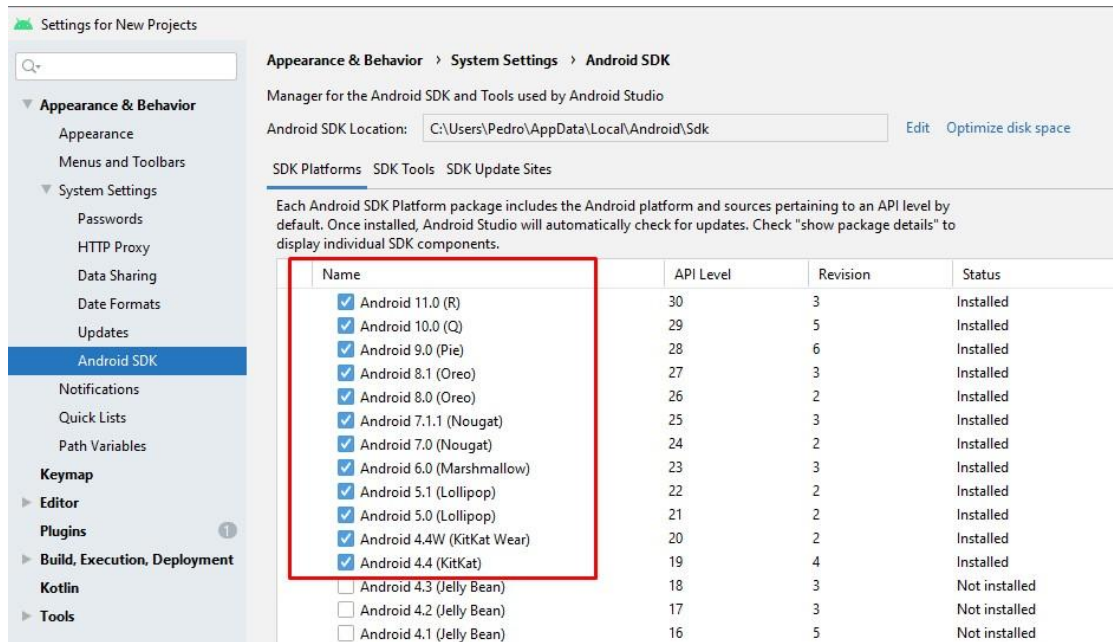 Settings for New Projects
Appearance & Behavior
Appearance
Menus and Toolbars
System Settings
Passwords
HTTP Proxy
Data Sharing
Date Formats
Updates
Android SDK
Notifications
Quick Lists
Path Variables
Keymap
Editor
Plugins 1
Build, Execution, Deployment
Kotlin
Tools
Appearance & Behavior › System Settings › Android SDK
Manager for the Android SDK and Tools used by Android Studio
Android SDK Location: C:\Users\Pedro\AppData\Local\Android\Sdk Edit Optimize disk space
SDK Platforms SDK Tools SDK Update Sites
Each Android SDK Platform package includes the Android platform and sources pertaining to an API level by
default. Once installed, Android Studio will automatically check for updates. Check "show package details" to
display individual SDK components.
Name API Level Revision Status
Android 11.0 (R) 30 3 Installed
Android 10.0 (Q) 29 5 Installed
Android 9.0 (Pie) 28 6 Installed
Android 8.1 (Oreo) 27 3 Installed
Android 8.0 (Oreo) 26 2 Installed
Android 7.1.1 (Nougat) 25 3 Installed
Android 7.0 (Nougat) 24 2 Installed
Android 6.0 (Marshmallow) 23 3 Installed
Android 5.1 (Lollipop) 22 2 Installed
Android 5.0 (Lollipop) 21 2 Installed
Android 4.4W (KitKat Wear) 20 2 Installed
Android 4.4 (KitKat) 19 4 Installed
Android 4.3 (Jelly Bean) 18 3 Not installed
Android 4.2 (Jelly Bean) 17 3 Not installed
Android 4.1 (Jelly Bean) 16 5 Not installed